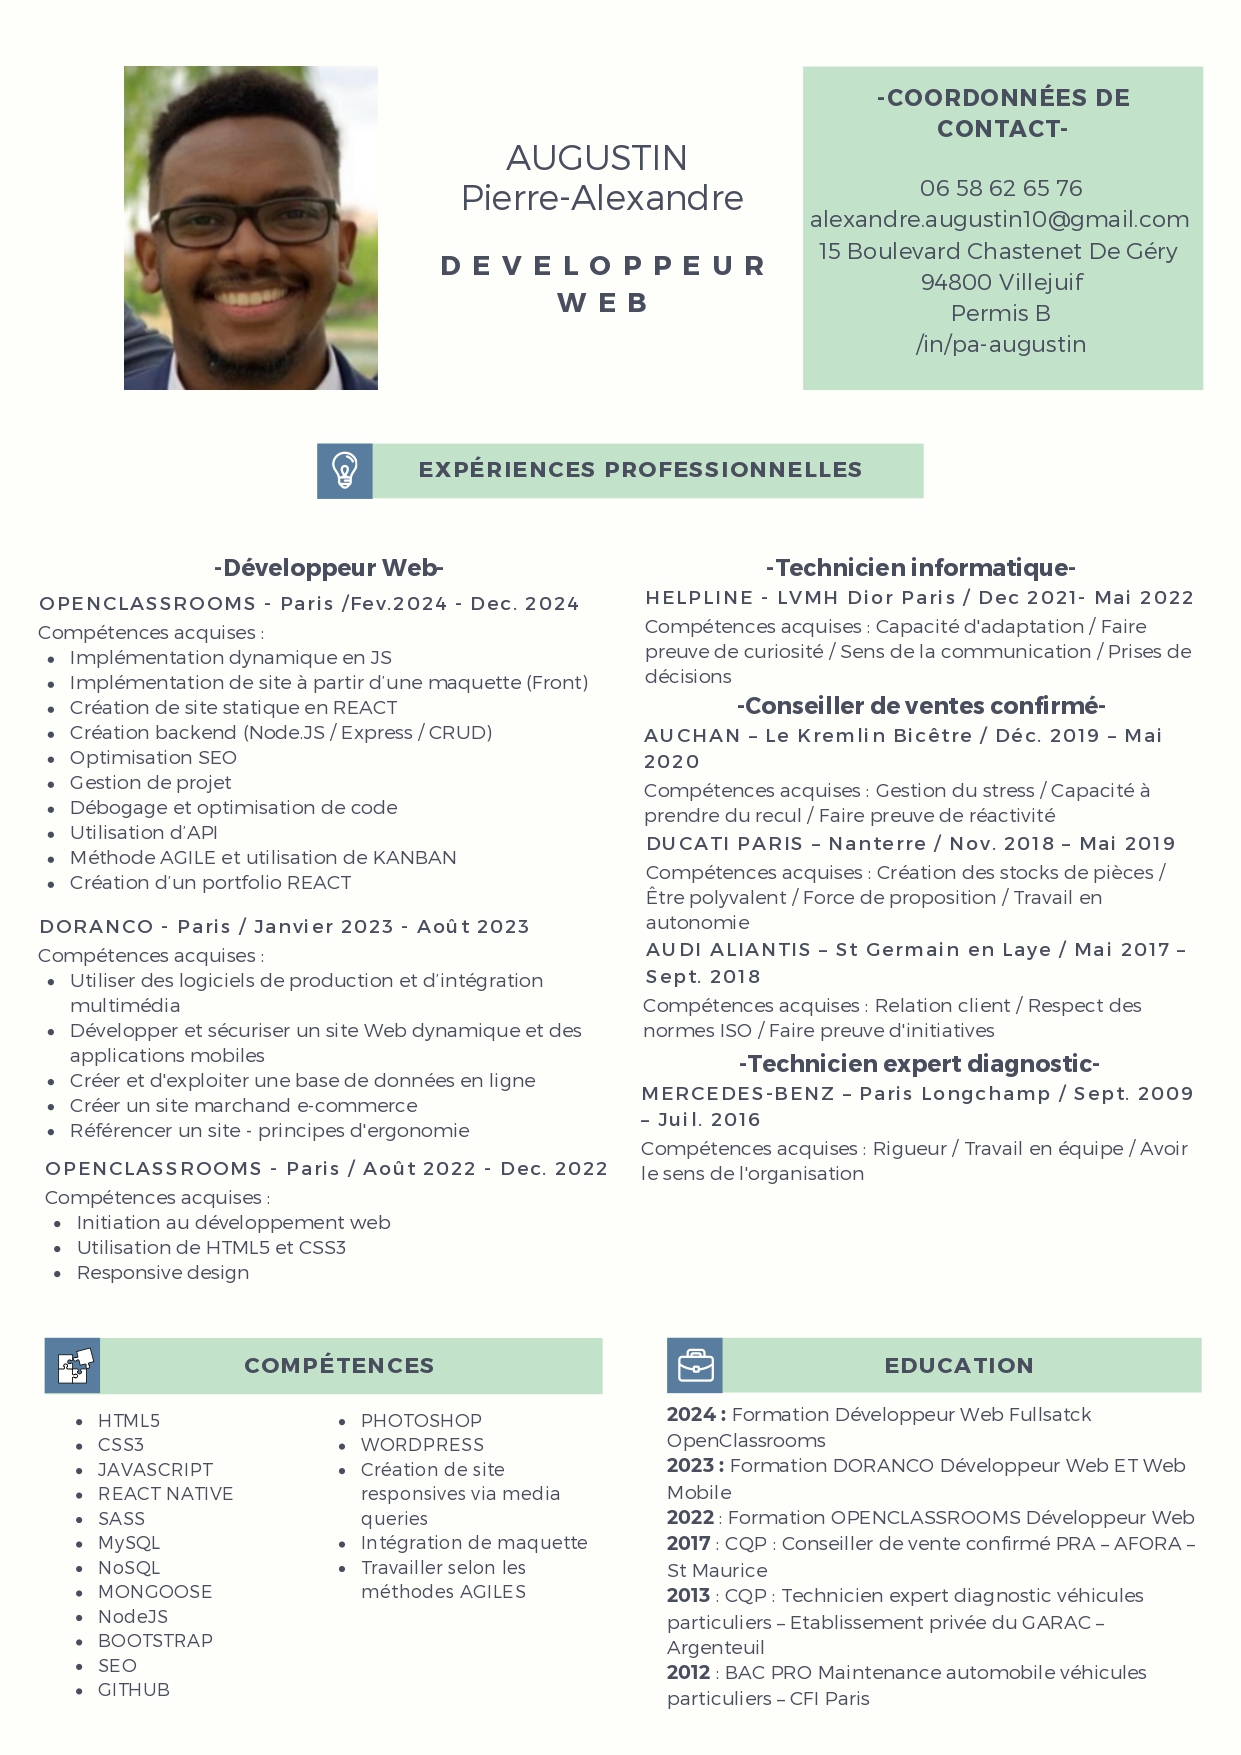 AUGUSTIN
Pierre-Alexandre
DEVELOPPEUR
WEB
-COORDONNÉES DE
CONTACT-
06 58 62 65 76
alexandre.augustin10@gmail.com
15 Boulevard Chastenet De Géry
94800 Villejuif
Permis B
/in/pa-augustin
EXPÉRIENCES PROFESSIONNELLES
-Développeur Web-
OPENCLASSROOMS - Paris /Fev.2024 - Dec. 2024
Compétences acquises :
• Implémentation dynamique en JS
• Implémentation de site à partir d’une maquette (Front)
• Création de site statique en REACT
• Création backend (Node.JS / Express / CRUD)
• Optimisation SEO
• Gestion de projet
• Débogage et optimisation de code
• Utilisation d’API
• Méthode AGILE et utilisation de KANBAN
• Création d’un portfolio REACT
DORANCO - Paris / Janvier 2023 - Août 2023
Compétences acquises :
• Utiliser des logiciels de production et d’intégration
multimédia
• Développer et sécuriser un site Web dynamique et des
applications mobiles
• Créer et d'exploiter une base de données en ligne
• Créer un site marchand e-commerce
• Référencer un site - principes d'ergonomie
OPENCLASSROOMS - Paris / Août 2022 - Dec. 2022
Compétences acquises :
• Initiation au développement web
• Utilisation de HTML5 et CSS3
• Responsive design
-Technicien informatique-
HELPLINE - LVMH Dior Paris / Dec 2021- Mai 2022
Compétences acquises : Capacité d'adaptation / Faire
preuve de curiosité / Sens de la communication / Prises de
décisions
-Conseiller de ventes confirmé-
AUCHAN – Le Kremlin Bicêtre / Déc. 2019 – Mai
2020
Compétences acquises : Gestion du stress / Capacité à
prendre du recul / Faire preuve de réactivité
DUCATI PARIS – Nanterre / Nov. 2018 – Mai 2019
Compétences acquises : Création des stocks de pièces /
Être polyvalent / Force de proposition / Travail en
autonomie
AUDI ALIANTIS – St Germain en Laye / Mai 2017 –
Sept. 2018
Compétences acquises : Relation client / Respect des
normes ISO / Faire preuve d'initiatives
-Technicien expert diagnostic-
MERCEDES-BENZ – Paris Longchamp / Sept. 2009
– Juil. 2016
Compétences acquises : Rigueur / Travail en équipe / Avoir
le sens de l'organisation
COMPÉTENCES
• HTML5
• CSS3
• JAVASCRIPT
• REACT NATIVE
• SASS
• MySQL
• NoSQL
• MONGOOSE
• NodeJS
• BOOTSTRAP
• SEO
• GITHUB
• PHOTOSHOP
• WORDPRESS
• Création de site
responsives via media
queries
• Intégration de maquette
• Travailler selon les
méthodes AGILES
EDUCATION
2024 : Formation Développeur Web Fullsatck
OpenClassrooms
2023 : Formation DORANCO Développeur Web ET Web
Mobile
2022 : Formation OPENCLASSROOMS Développeur Web
2017 : CQP : Conseiller de vente confirmé PRA – AFORA –
St Maurice
2013 : CQP : Technicien expert diagnostic véhicules
particuliers – Etablissement privée du GARAC –
Argenteuil
2012 : BAC PRO Maintenance automobile véhicules
particuliers – CFI Paris